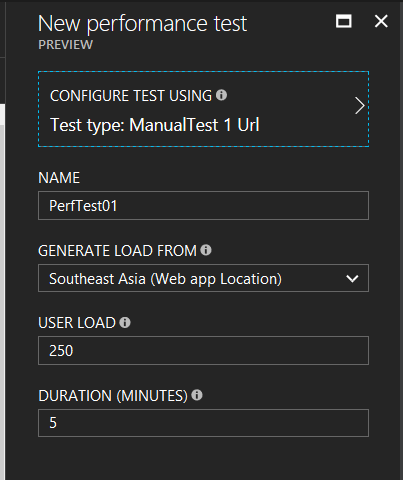 New performance test
PREVIEW
CONFIGURE TEST USING
Test type: ManualTest 1 Url
NAME
PerfTest01
GENERATE LOAD FROM
Southeast Asia (Web app Location)
USER LOAD
250
DURATION (MINUTES)
5